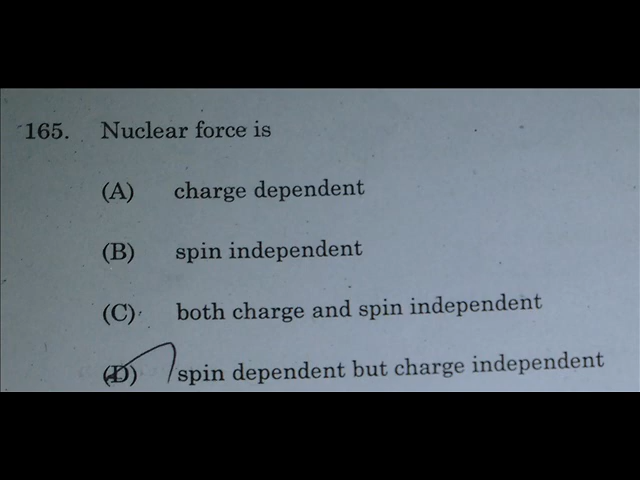 165. Nuclear force is
(A) charge dependent
(B) spin independent
(C) both charge and spin independent
(D) spin dependent but charge independent